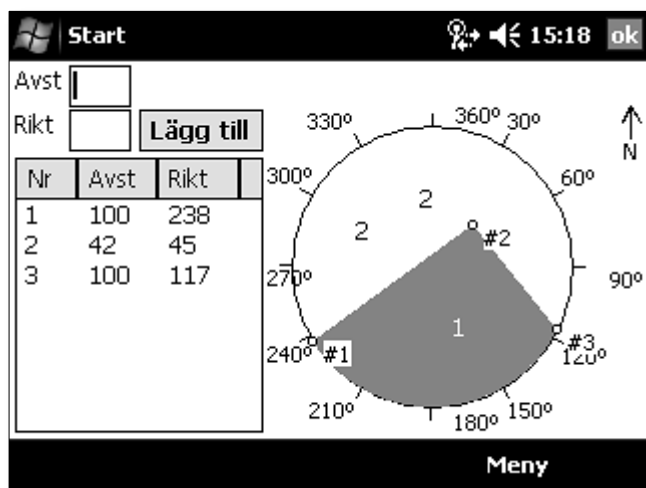 Start 15:18 ok
Avst
Rikt Lägg till
Nr Avst Rikt
1 100 238
2 42 45
3 100 117
360º 30º
330º
N
300º 60º
2
2 #2
270º 90º
1
240º #1 #3
120º
210º 150º
180º
Meny